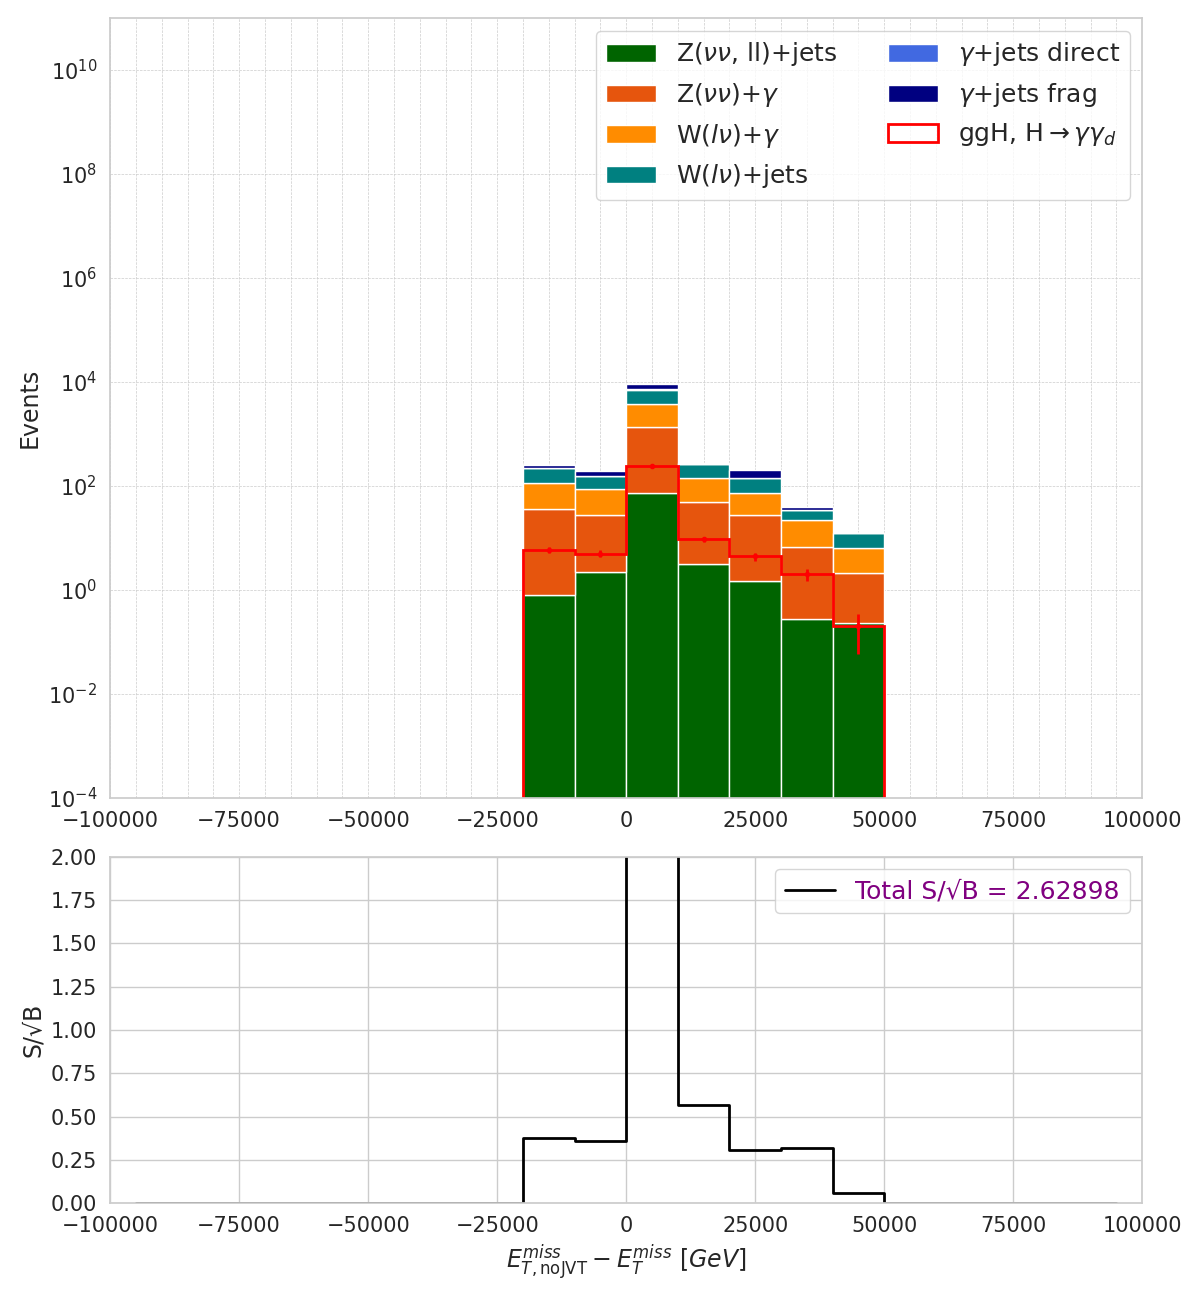 Events
10^{10}
10^{8}
10^{6}
10^{4}
10^{2}
10^{0}
10^{−2}
10^{−4}
Z(νν, ll)+jets
Z(νν)+γ
W(lν)+γ
W(lν)+jets
γ+jets direct
γ+jets frag
ggH, H→γγ_d
−100000 −75000 −50000 −25000 0 25000 50000 75000 100000
S/√B
2.00
1.75
1.50
1.25
1.00
0.75
0.50
0.25
0.00
Total S/√B = 2.62898
−100000 −75000 −50000 −25000 0 25000 50000 75000 100000
E^{miss}_{T, noJVT} − E^{miss}_{T} [GeV]